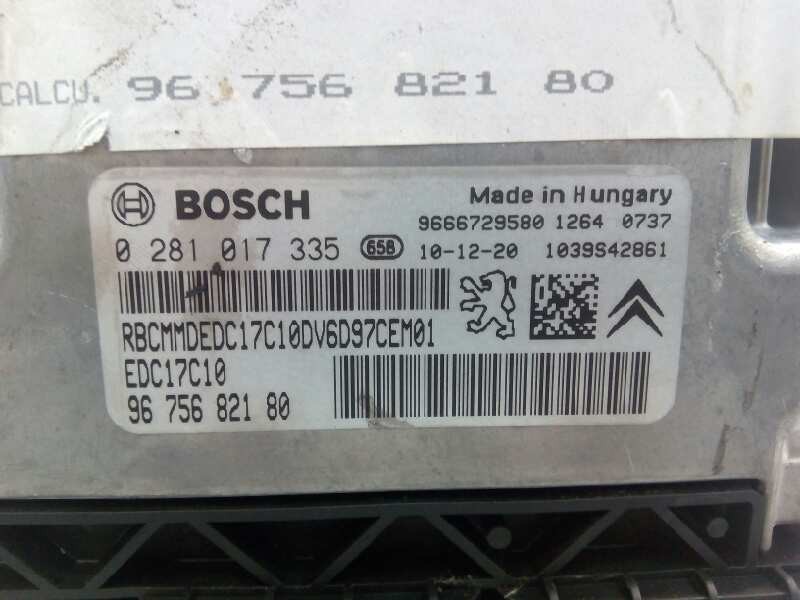 CALCU. 96 756 821 80
BOSCH
Made in Hungary
9666729580 1264 0737
0 281 017 335 658 10-12-20 1039S42861
RBCMMDEDC17C10DV6D97CEM01
EDC17C10
96 756 821 80